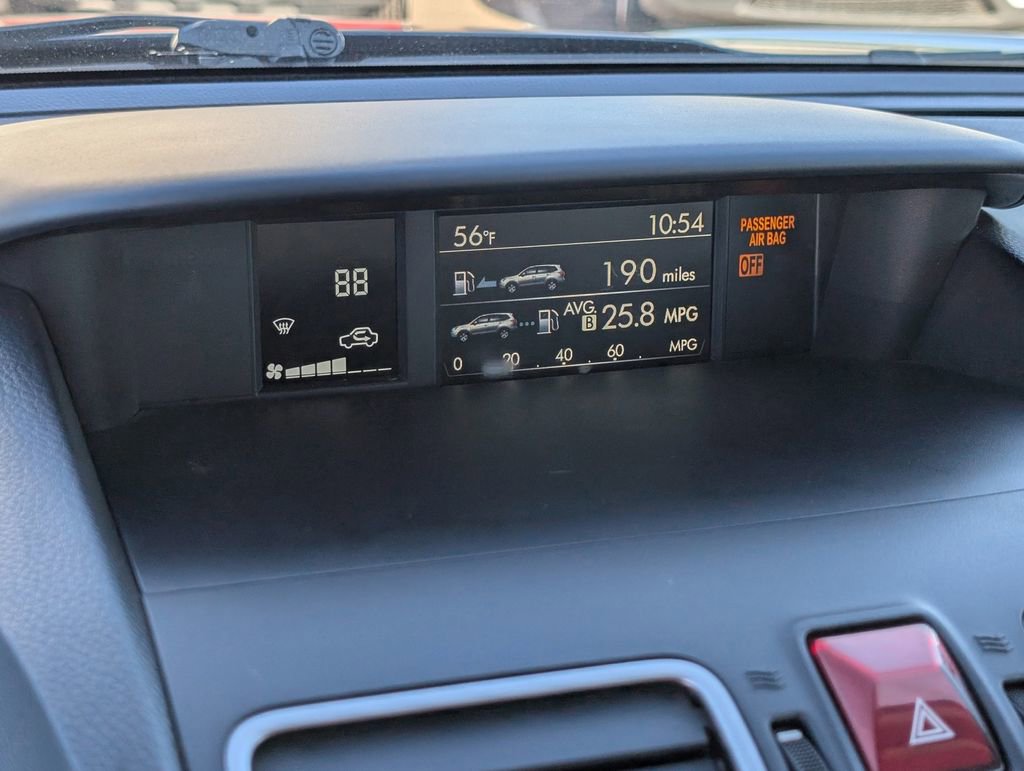 56°F 10:54
88
190 miles
AVG.
B 25.8 MPG
0 20 40 60 MPG
PASSENGER
AIR BAG
OFF